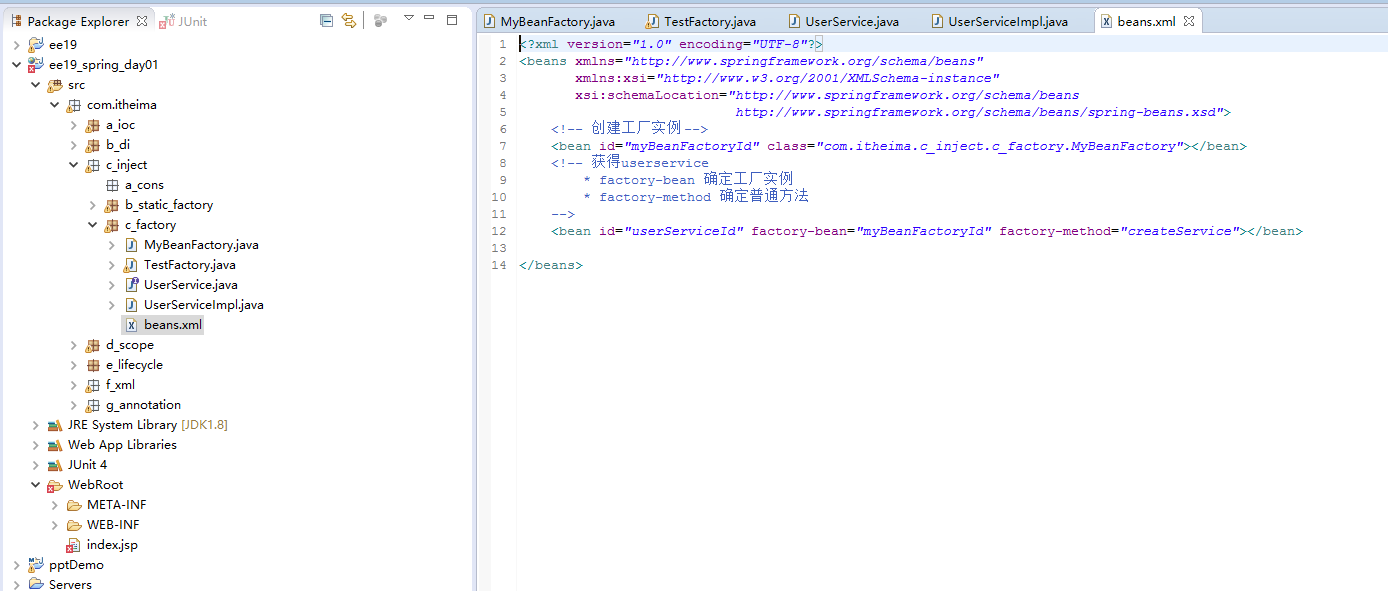 Package Explorer
JUnit
ee19
ee19_spring_day01
src
com.itheima
a_ioc
b_di
c_inject
a_cons
b_static_factory
c_factory
MyBeanFactory.java
TestFactory.java
UserService.java
UserServiceImpl.java
beans.xml
d_scope
e_lifecycle
f_xml
g_annotation
JRE System Library [JDK1.8]
Web App Libraries
JUnit 4
WebRoot
META-INF
WEB-INF
index.jsp
pptDemo
Servers
MyBeanFactory.java
TestFactory.java
UserService.java
UserServiceImpl.java
beans.xml
1 <?xml version="1.0" encoding="UTF-8"?>
2 <beans xmlns="http://www.springframework.org/schema/beans"
3 xmlns:xsi="http://www.w3.org/2001/XMLSchema-instance"
4 xsi:schemaLocation="http://www.springframework.org/schema/beans
5 http://www.springframework.org/schema/beans/spring-beans.xsd">
6 <!-- 创建工厂实例 -->
7 <bean id="myBeanFactoryId" class="com.itheima.c_inject.c_factory.MyBeanFactory"></bean>
8 <!-- 获得userservice
9 * factory-bean 确定工厂实例
10 * factory-method 确定普通方法
11 -->
12 <bean id="userServiceId" factory-bean="myBeanFactoryId" factory-method="createService"></bean>
13
14 </beans>